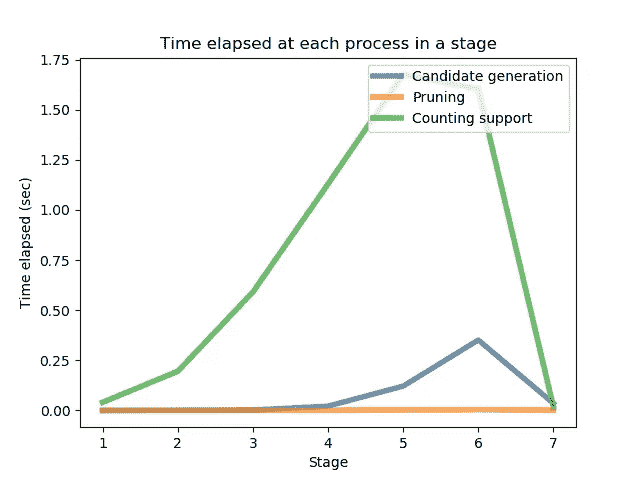 Time elapsed at each process in a stage
1.75
1.50
1.25
1.00
0.75
0.50
0.25
0.00
Time elapsed (sec)
Candidate generation
Pruning
Counting support
1 2 3 4 5 6 7
Stage